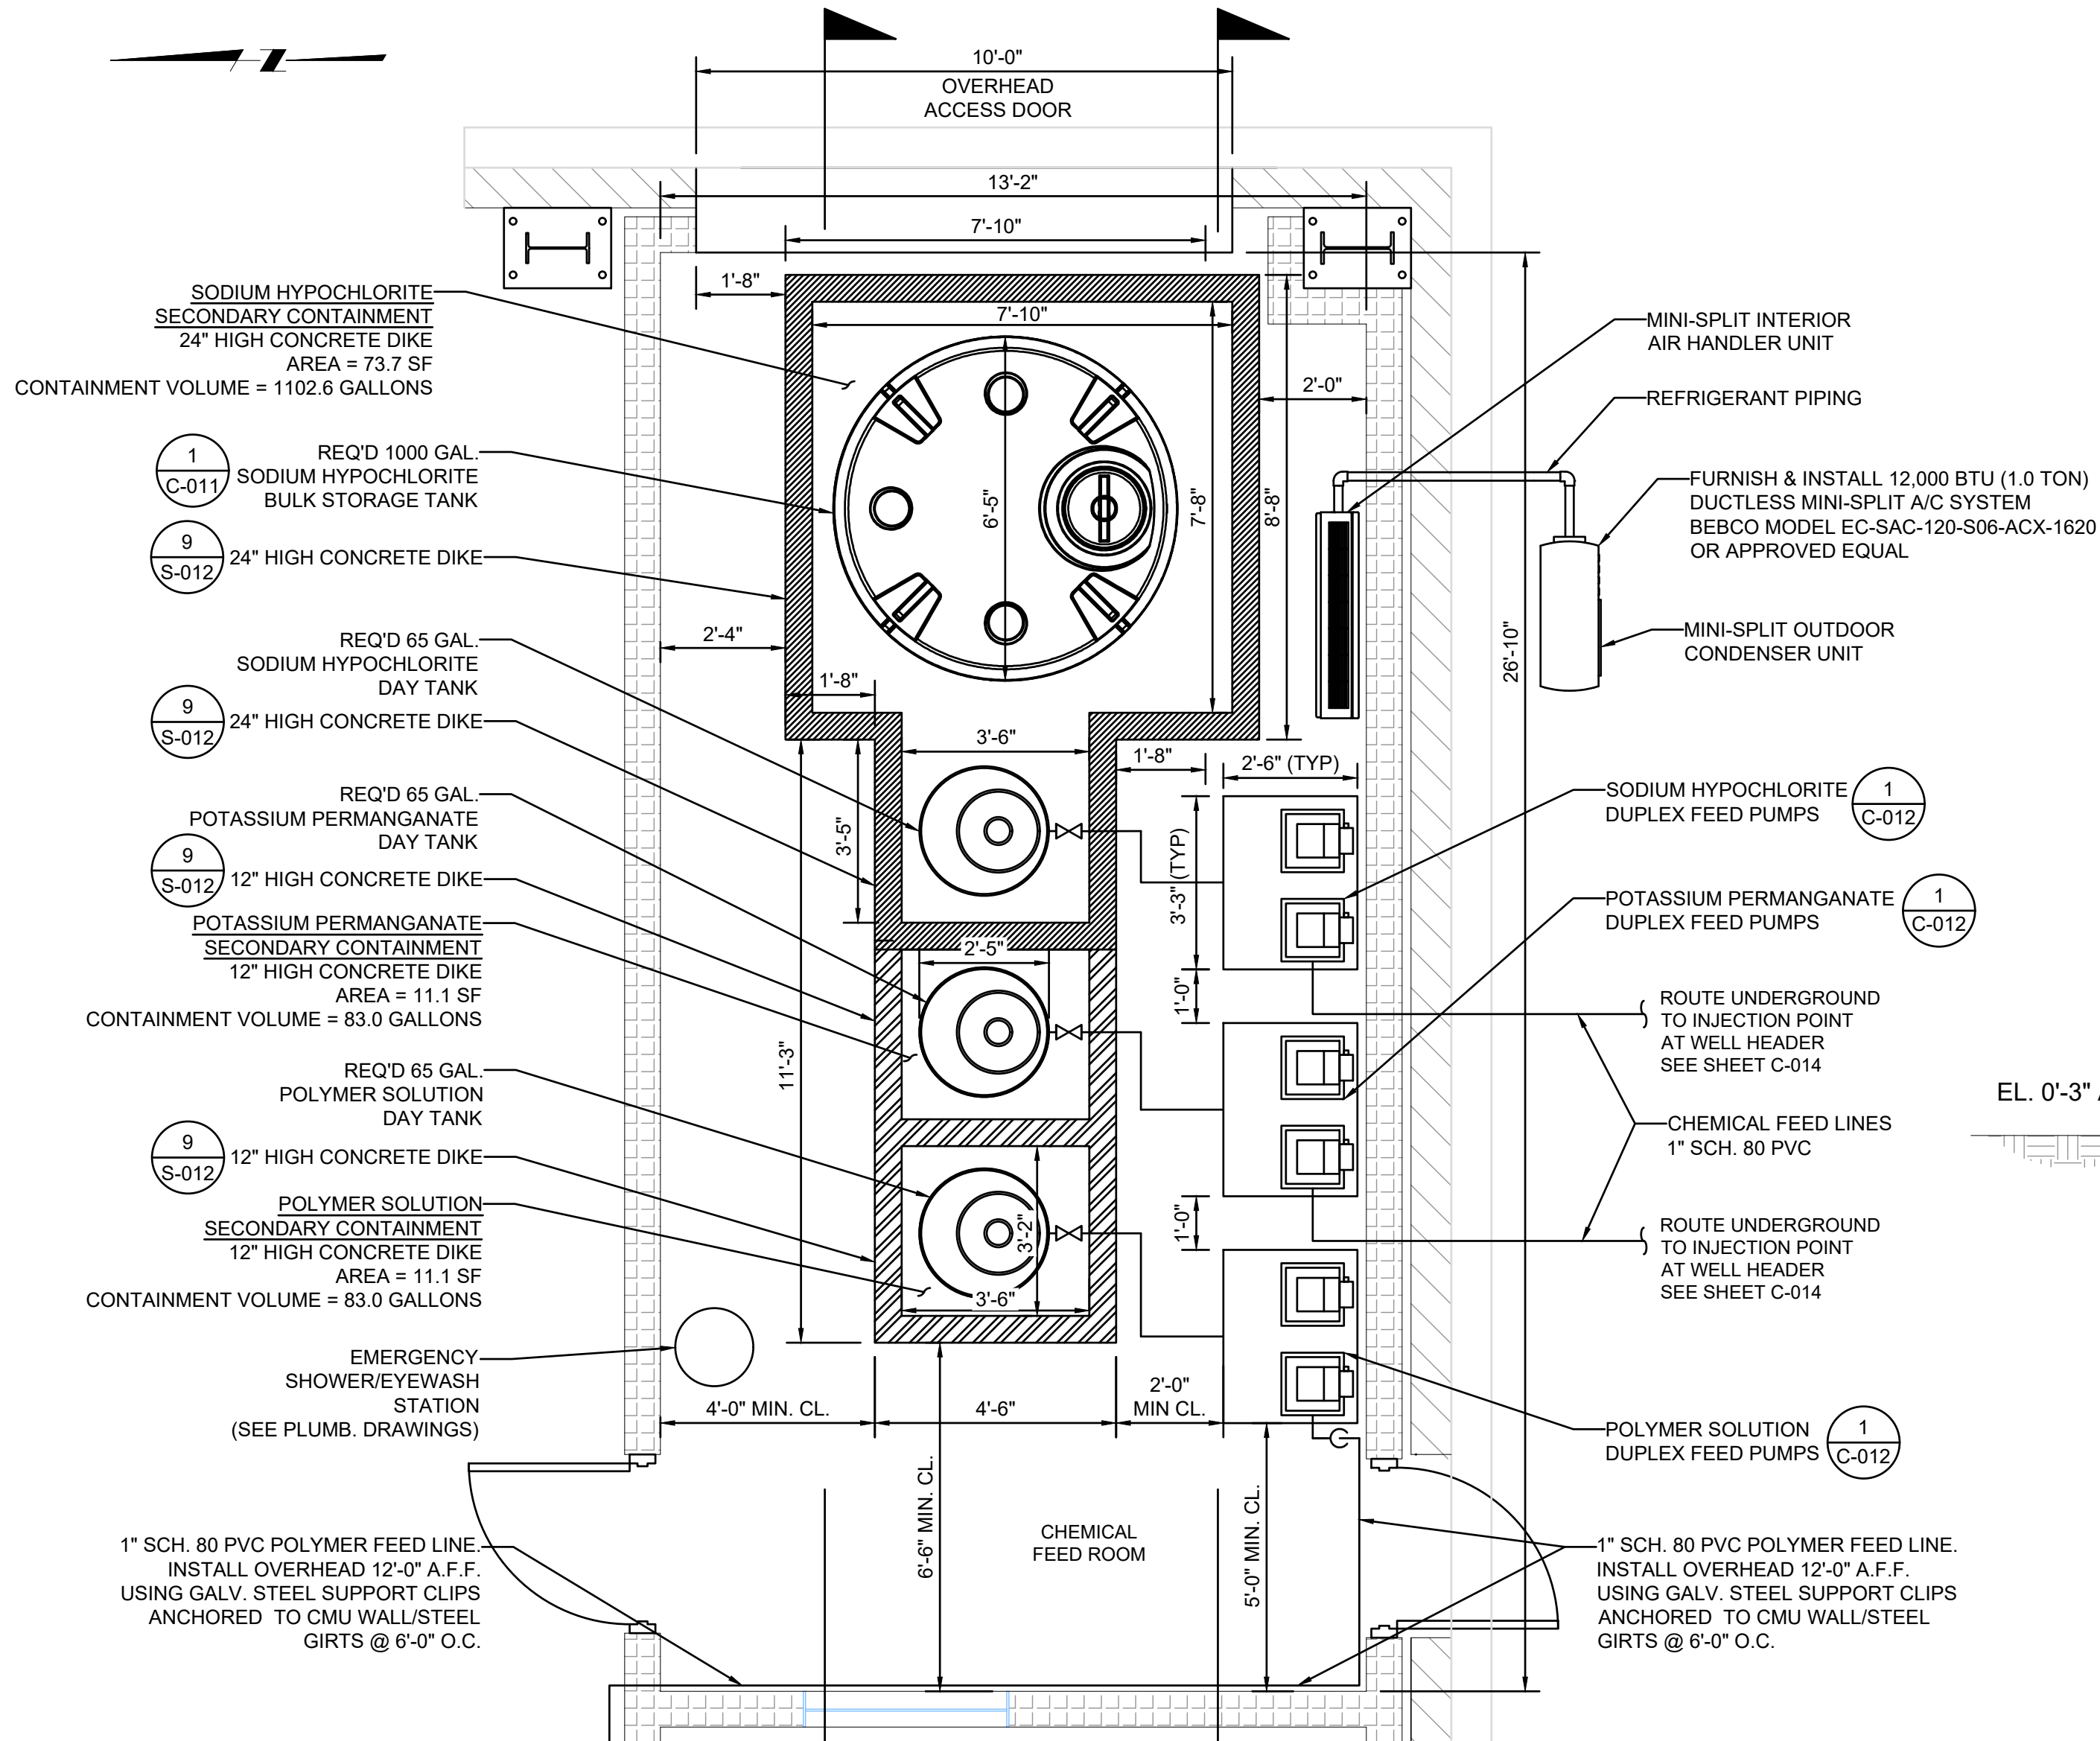 10'-0"
OVERHEAD
ACCESS DOOR
13'-2"
7'-10"
1'-8"
SODIUM HYPOCHLORITE
SECONDARY CONTAINMENT
24" HIGH CONCRETE DIKE
AREA = 73.7 SF
CONTAINMENT VOLUME = 1102.6 GALLONS
1
C-011
REQ'D 1000 GAL.
SODIUM HYPOCHLORITE
BULK STORAGE TANK
9
S-012
24" HIGH CONCRETE DIKE
REQ'D 65 GAL.
SODIUM HYPOCHLORITE
DAY TANK
9
S-012
24" HIGH CONCRETE DIKE
REQ'D 65 GAL.
POTASSIUM PERMANGANATE
DAY TANK
9
S-012
12" HIGH CONCRETE DIKE
POTASSIUM PERMANGANATE
SECONDARY CONTAINMENT
12" HIGH CONCRETE DIKE
AREA = 11.1 SF
CONTAINMENT VOLUME = 83.0 GALLONS
REQ'D 65 GAL.
POLYMER SOLUTION
DAY TANK
9
S-012
12" HIGH CONCRETE DIKE
POLYMER SOLUTION
SECONDARY CONTAINMENT
12" HIGH CONCRETE DIKE
AREA = 11.1 SF
CONTAINMENT VOLUME = 83.0 GALLONS
EMERGENCY
SHOWER/EYEWASH
STATION
(SEE PLUMB. DRAWINGS)
1" SCH. 80 PVC POLYMER FEED LINE.
INSTALL OVERHEAD 12'-0" A.F.F.
USING GALV. STEEL SUPPORT CLIPS
ANCHORED TO CMU WALL/STEEL
GIRTS @ 6'-0" O.C.
7'-10"
6'-5"
7'-8"
8'-8"
2'-0"
2'-4"
1'-8"
3'-6"
1'-8"
2'-6" (TYP)
3'-5"
3'-3" (TYP)
2'-5"
1'-0"
11'-3"
3'-2"
3'-6"
1'-0"
4'-0" MIN. CL.
4'-6"
2'-0"
MIN CL.
6'-6" MIN. CL.
5'-0" MIN. CL.
CHEMICAL
FEED ROOM
26'-10"
MINI-SPLIT INTERIOR
AIR HANDLER UNIT
REFRIGERANT PIPING
FURNISH & INSTALL 12,000 BTU (1.0 TON)
DUCTLESS MINI-SPLIT A/C SYSTEM
BEBCO MODEL EC-SAC-120-S06-ACX-1620
OR APPROVED EQUAL
MINI-SPLIT OUTDOOR
CONDENSER UNIT
SODIUM HYPOCHLORITE
DUPLEX FEED PUMPS
1
C-012
POTASSIUM PERMANGANATE
DUPLEX FEED PUMPS
1
C-012
ROUTE UNDERGROUND
TO INJECTION POINT
AT WELL HEADER
SEE SHEET C-014
CHEMICAL FEED LINES
1" SCH. 80 PVC
ROUTE UNDERGROUND
TO INJECTION POINT
AT WELL HEADER
SEE SHEET C-014
POLYMER SOLUTION
DUPLEX FEED PUMPS
1
C-012
1" SCH. 80 PVC POLYMER FEED LINE.
INSTALL OVERHEAD 12'-0" A.F.F.
USING GALV. STEEL SUPPORT CLIPS
ANCHORED TO CMU WALL/STEEL
GIRTS @ 6'-0" O.C.
EL. 0'-3"